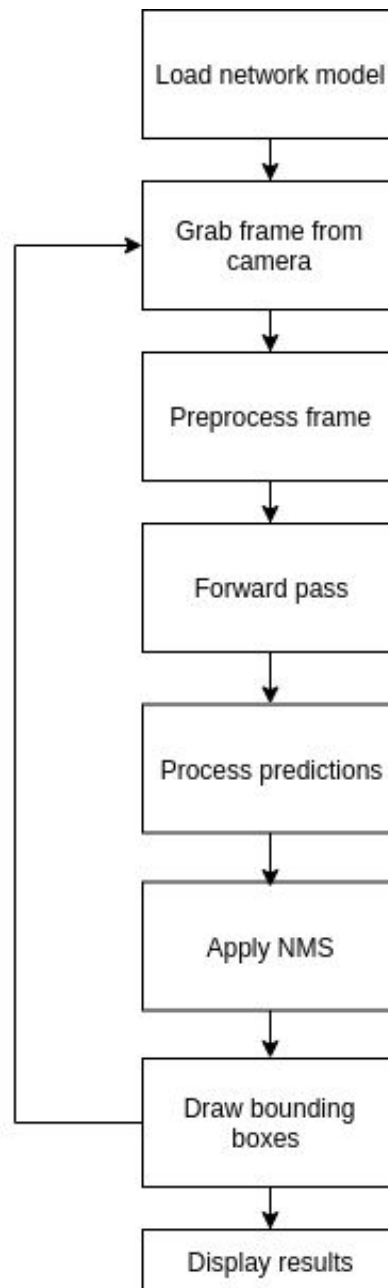 Load network model
Grab frame from
camera
Preprocess frame
Forward pass
Process predictions
Apply NMS
Draw bounding
boxes
Display results